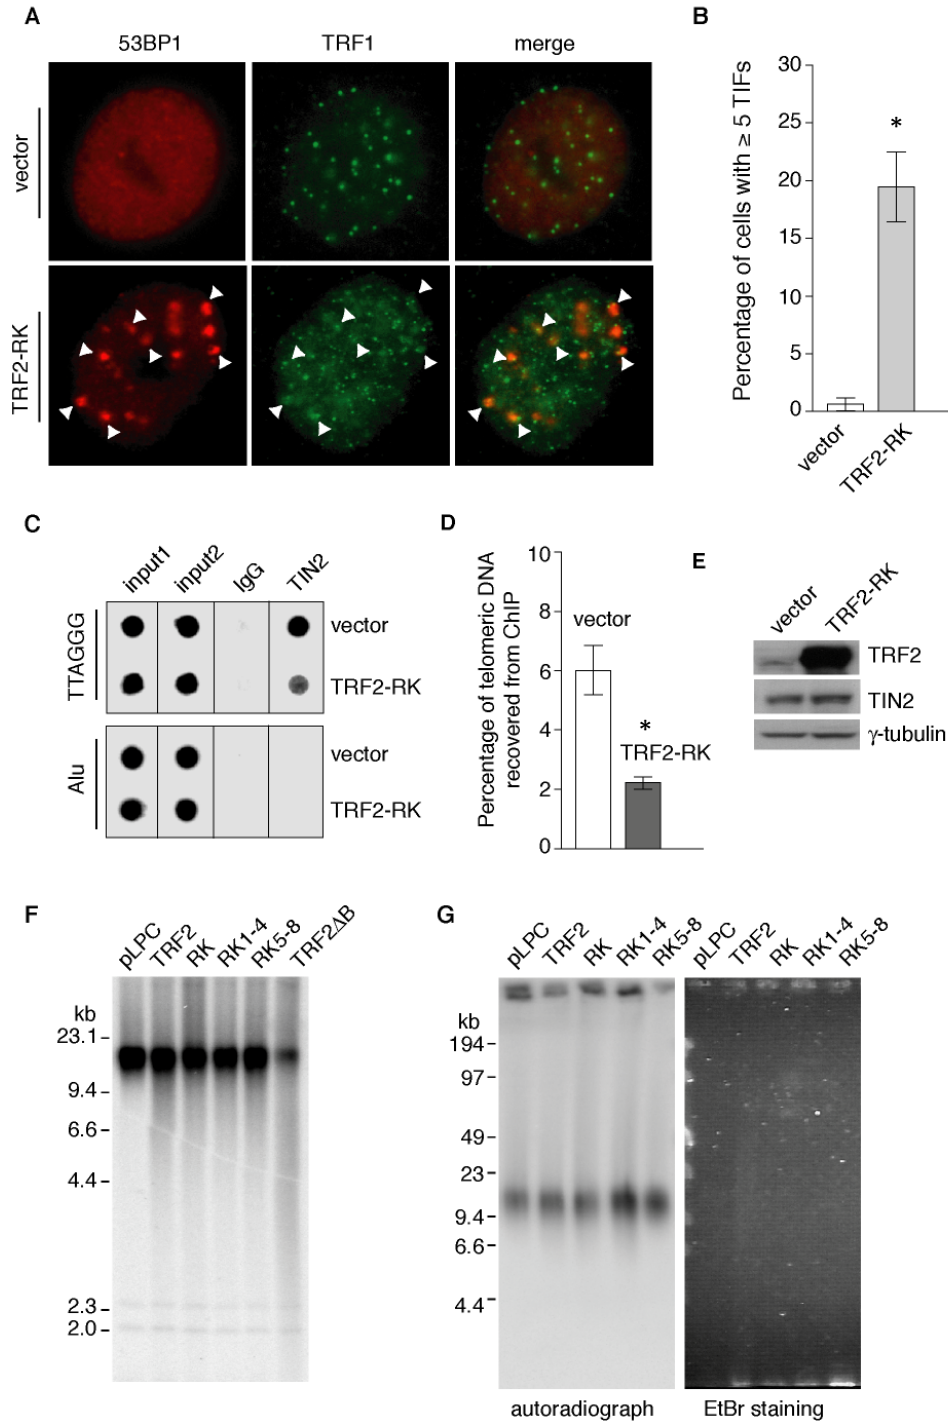 A
53BP1 TRF1 merge
vector
TRF2-RK
B
Percentage of cells with ≥ 5 TIFs
30
25
20
15
10
5
0
*
vector TRF2-RK
C
input1 input2 IgG TIN2
TTAGGG
vector
TRF2-RK
Alu
vector
TRF2-RK
D
Percentage of telomeric DNA
recovered from ChIP
10
8
6
4
2
0
vector
*
TRF2-RK
E
vector TRF2-RK
TRF2
TIN2
γ-tubulin
F
pLPC TRF2 RK RK1-4 RK5-8 TRF2ΔB
kb
23.1
9.4
6.6
4.4
2.3
2.0
G
pLPC TRF2 RK RK1-4 RK5-8 pLPC TRF2 RK RK1-4 RK5-8
kb
194
97
49
23
9.4
6.6
4.4
autoradiograph EtBr staining